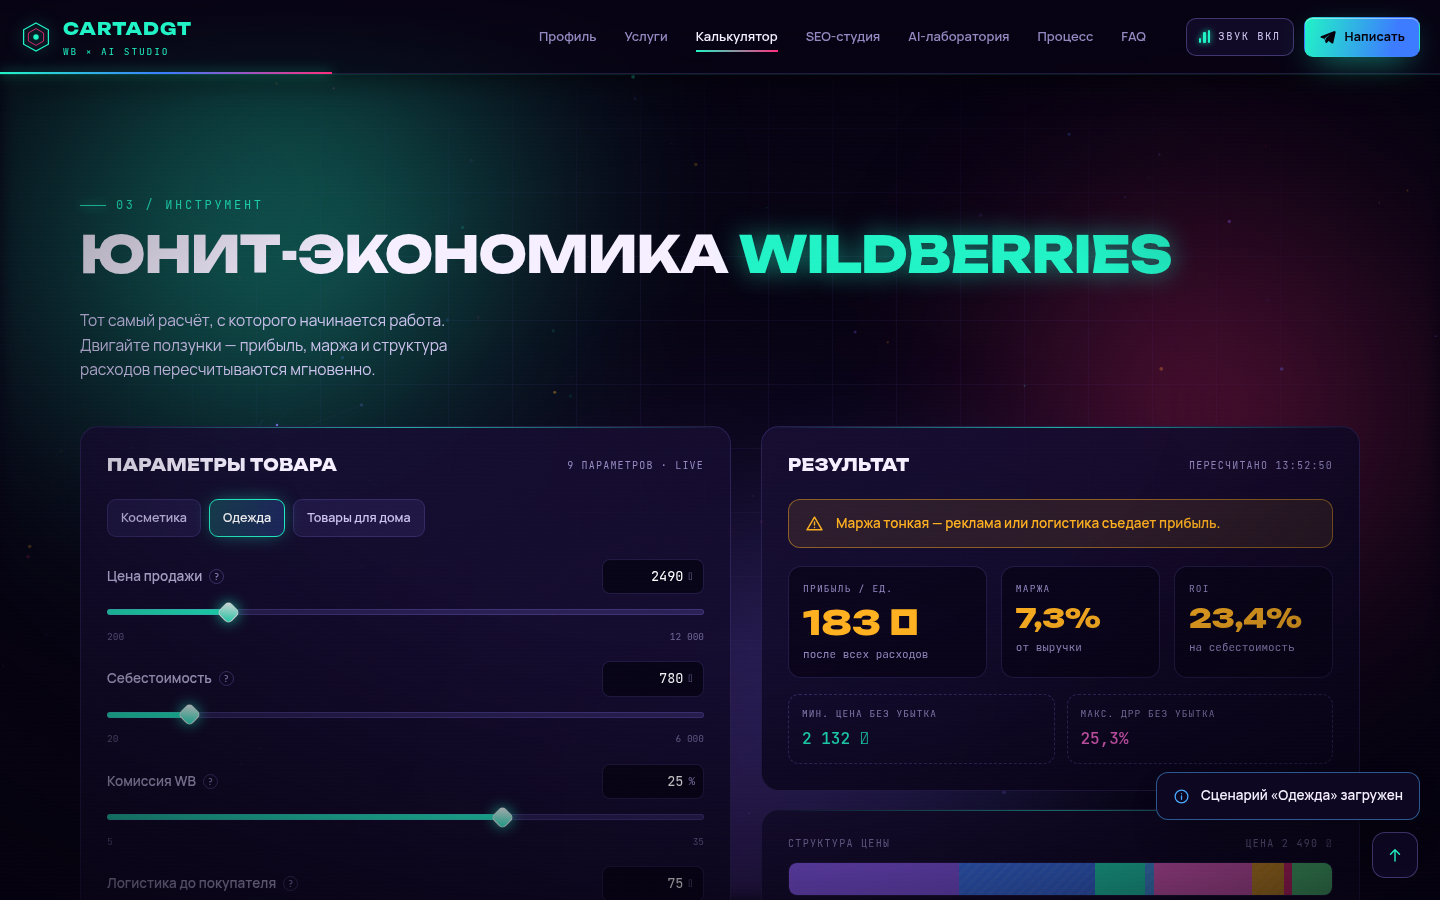 CARTADGT
WB × AI STUDIO
Профиль
Услуги
Калькулятор
SEO-студия
AI-лаборатория
Процесс
FAQ
ЗВУК ВКЛ
Написать
03 / ИНСТРУМЕНТ
ЮНИТ-ЭКОНОМИКА WILDBERRIES
Тот самый расчёт, с которого начинается работа.
Двигайте ползунки — прибыль, маржа и структура
расходов пересчитываются мгновенно.
ПАРАМЕТРЫ ТОВАРА
9 ПАРАМЕТРОВ · LIVE
Косметика
Одежда
Товары для дома
Цена продажи ?
2490
200
12 000
Себестоимость ?
780
20
6 000
Комиссия WB ?
25 %
5
35
Логистика до покупателя ?
75
РЕЗУЛЬТАТ
ПЕРЕСЧИТАНО 13:52:50
Маржа тонкая — реклама или логистика съедает прибыль.
ПРИБЫЛЬ / ЕД.
183
после всех расходов
МАРЖА
7,3%
от выручки
ROI
23,4%
на себестоимость
МИН. ЦЕНА БЕЗ УБЫТКА
2 132
МАКС. ДРР БЕЗ УБЫТКА
25,3%
Сценарий «Одежда» загружен
СТРУКТУРА ЦЕНЫ
ЦЕНА 2 490